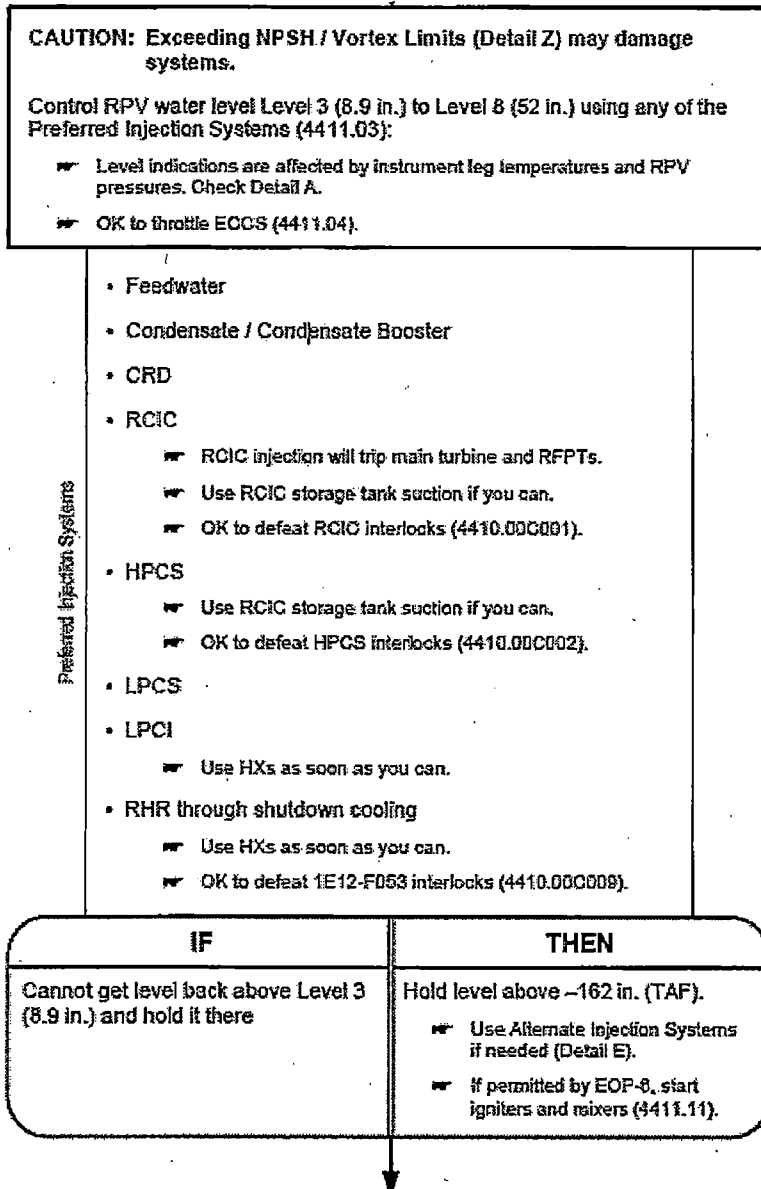 CAUTION: Exceeding NPSH / Vortex Limits (Detail Z) may damage
systems.
Control RPV water level Level 3 (8.9 in.) to Level 8 (52 in.) using any of the
Preferred Injection Systems (4411.03):
☛ Level indications are affected by instrument leg temperatures and RPV
pressures. Check Detail A.
☛ OK to throttle ECCS (4411.04).
Preferred Injection Systems
• Feedwater
• Condensate / Condensate Booster
• CRD
• RCIC
☛ RCIC injection will trip main turbine and RFPTs.
☛ Use RCIC storage tank suction if you can.
☛ OK to defeat RCIC interlocks (4410.00C001).
• HPCS
☛ Use RCIC storage tank suction if you can.
☛ OK to defeat HPCS interlocks (4410.00C002).
• LPCS
• LPCI
☛ Use HXs as soon as you can.
• RHR through shutdown cooling
☛ Use HXs as soon as you can.
☛ OK to defeat 1E12-F053 interlocks (4410.00C009).
IF
Cannot get level back above Level 3
(8.9 in.) and hold it there
THEN
Hold level above –162 in. (TAF).
☛ Use Alternate Injection Systems
if needed (Detail E).
☛ If permitted by EOP-6, start
igniters and mixers (4411.11).